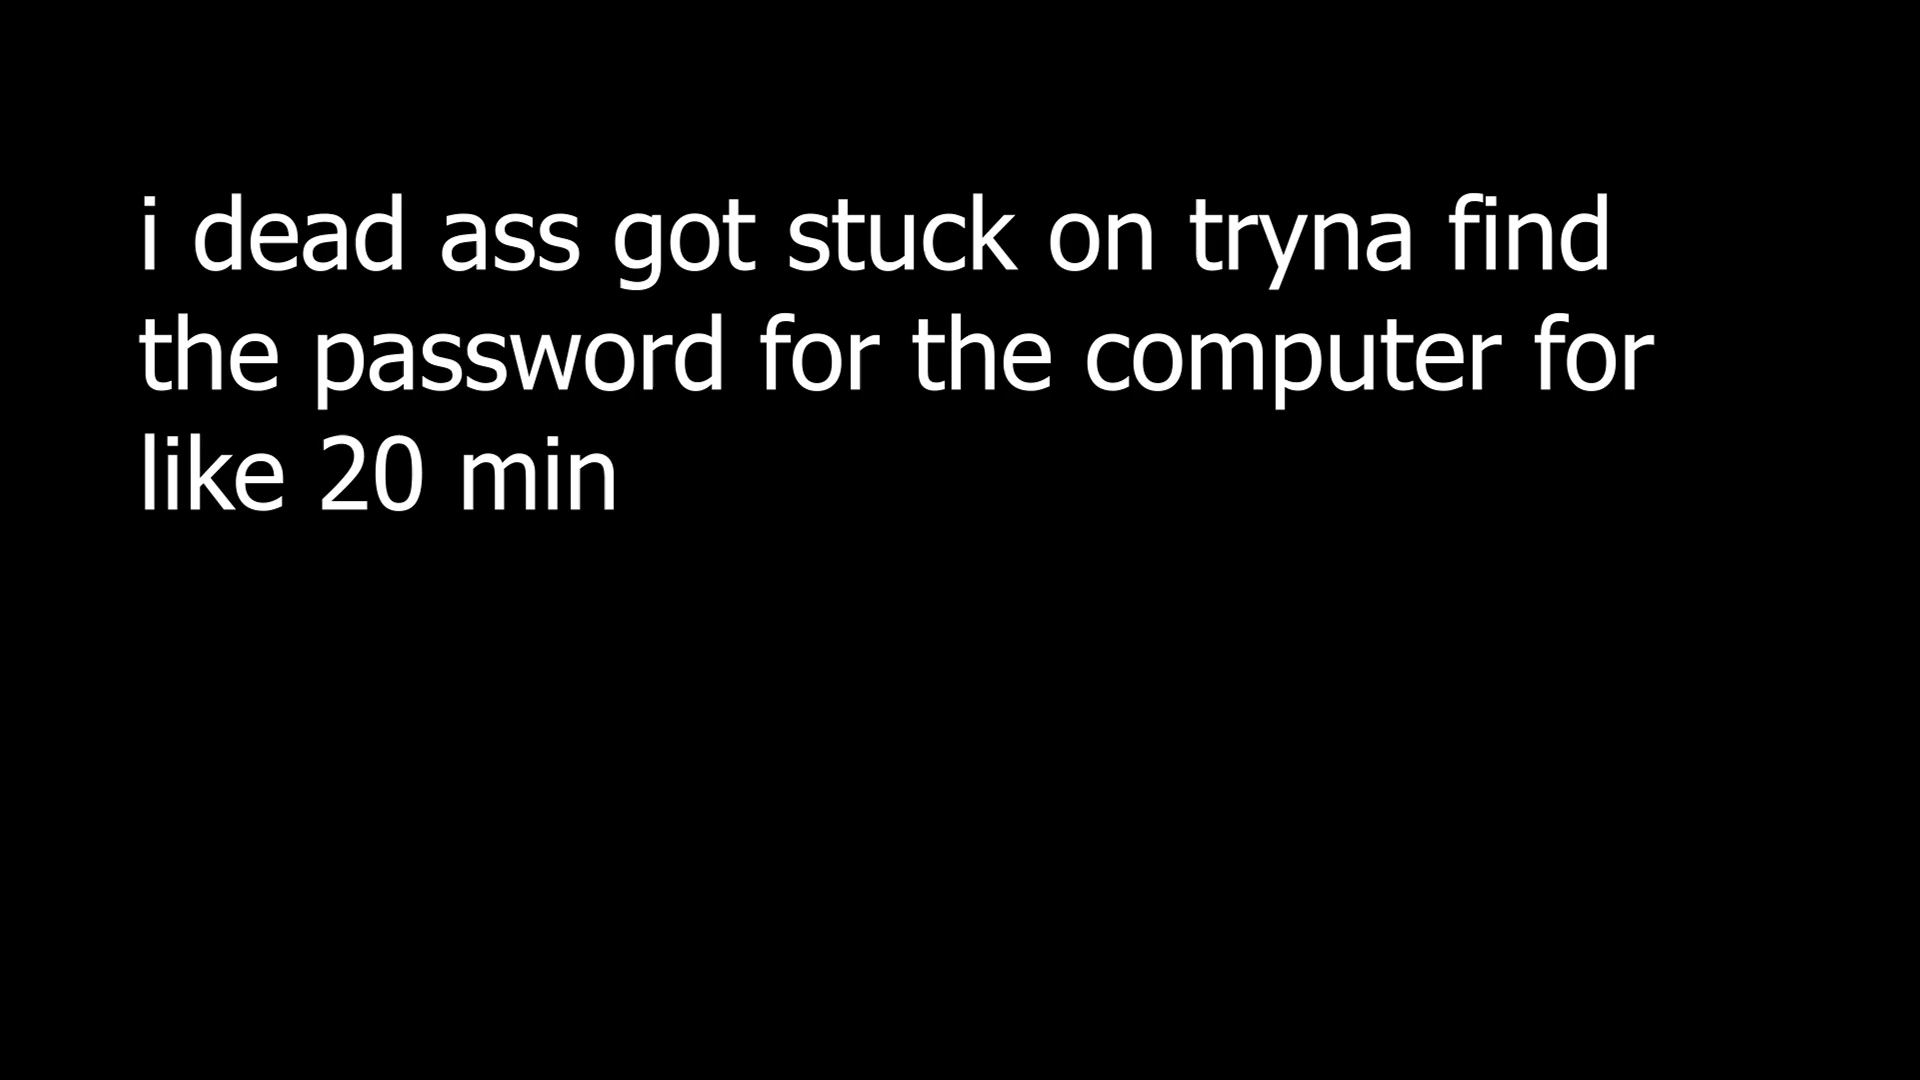 i dead ass got stuck on tryna find
the password for the computer for
like 20 min